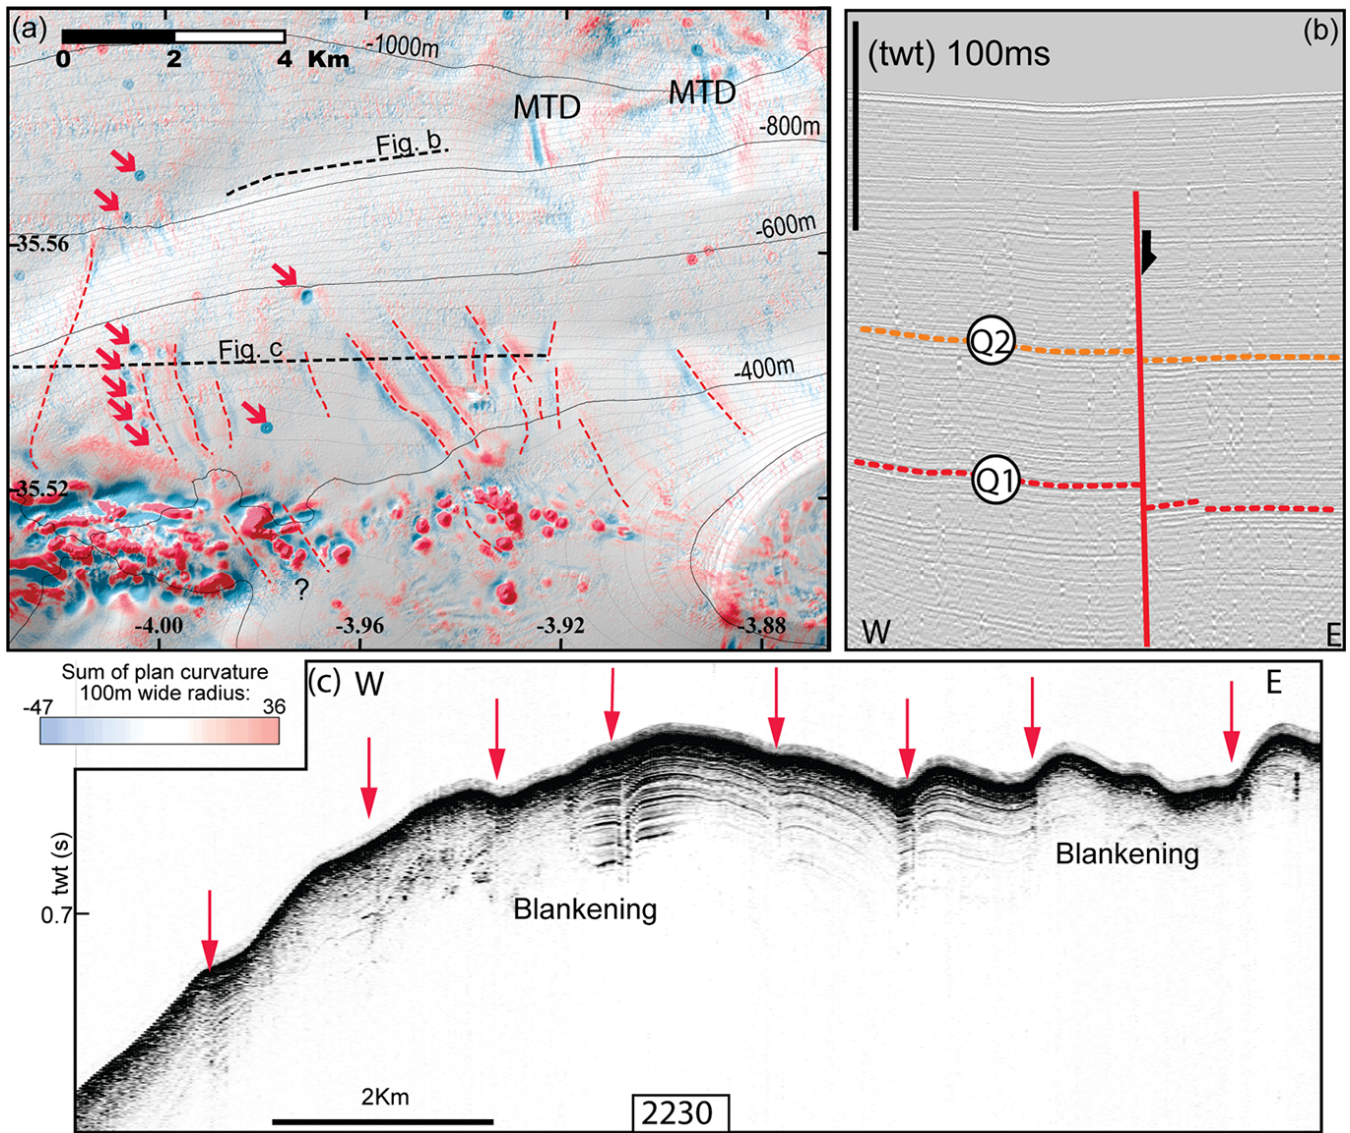 (a)
0 2 4 Km
-1000m
MTD
MTD
-800m
Fig. b
35.56
-600m
Fig. c
-400m
35.52
?
-4.00
-3.96
-3.92
-3.88
(b)
(twt) 100ms
Q2
Q1
W
E
Sum of plan curvature
100m wide radius:
-47
36
(c)
W
E
twt (s)
0.7
Blankening
Blankening
2Km
2230